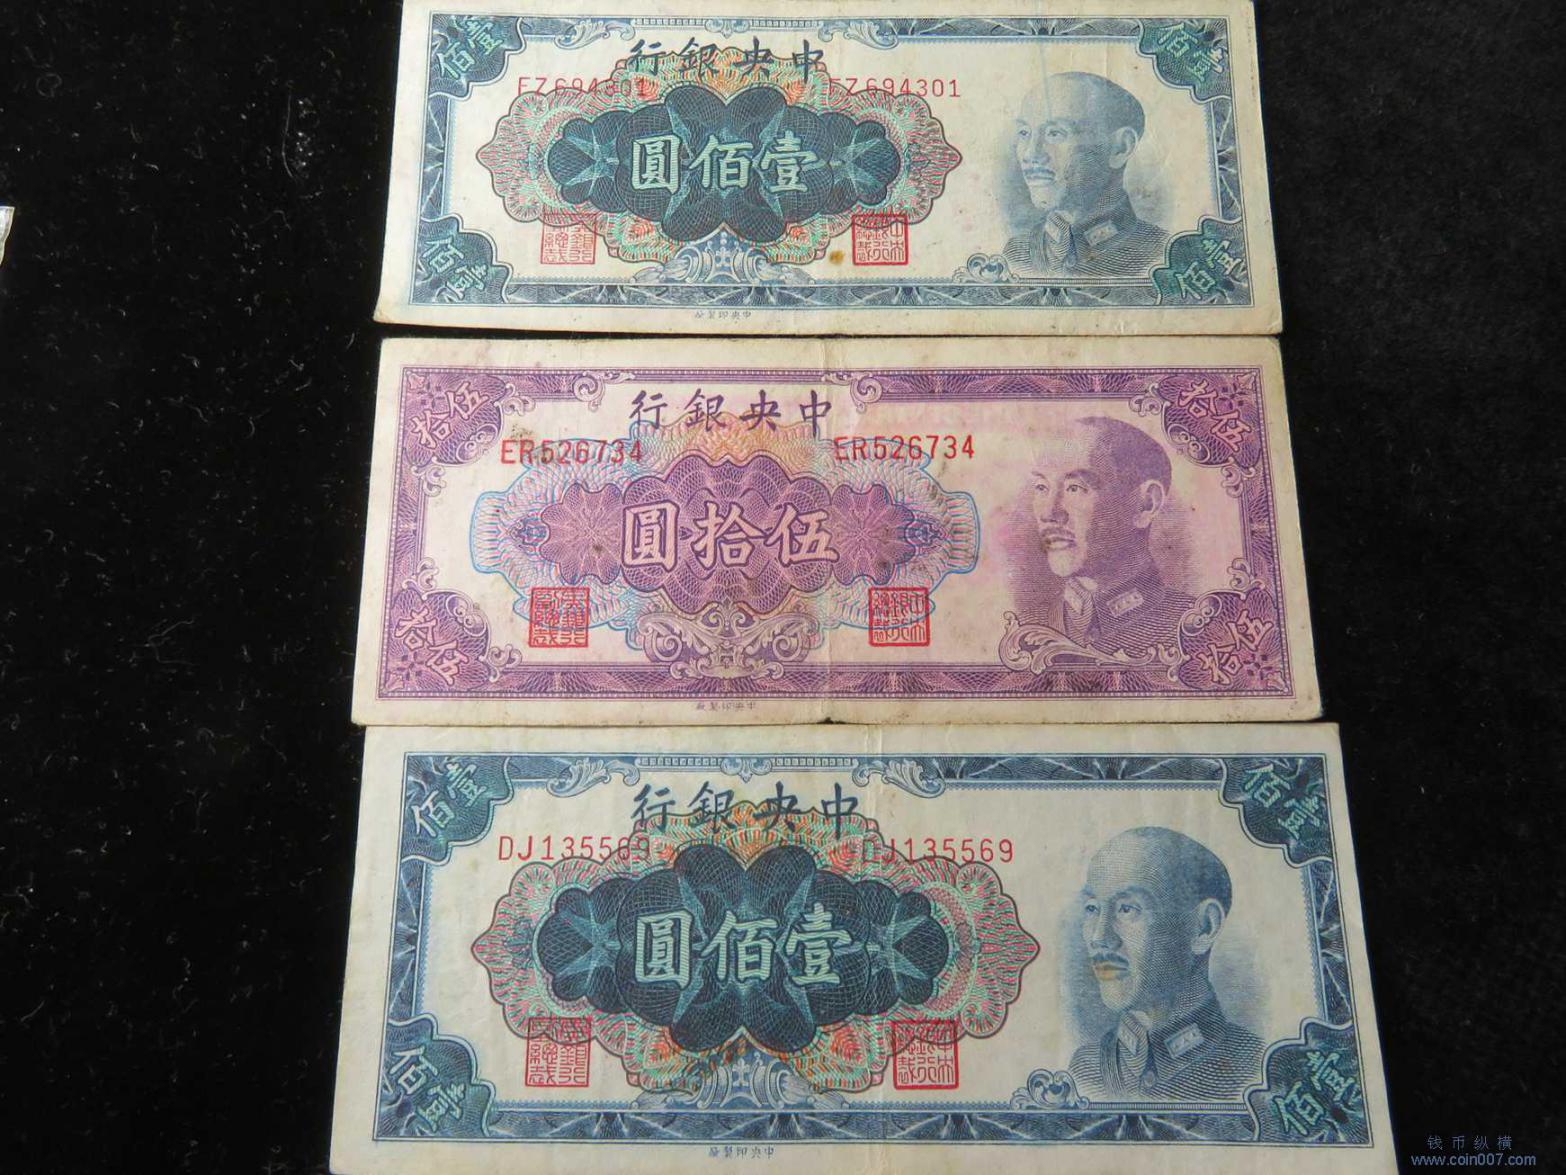 中央銀行
FZ694301 FZ694301
壹佰 壹佰
壹佰圓
壹佰 壹佰
中央印製廠
中央銀行
ER526734 ER526734
伍拾 伍拾
伍拾圓
伍拾 伍拾
中央印製廠
中央銀行
DJ135569 DJ135569
壹佰 壹佰
壹佰圓
壹佰 壹佰
中央印製廠
钱币纵横
www.coin007.com